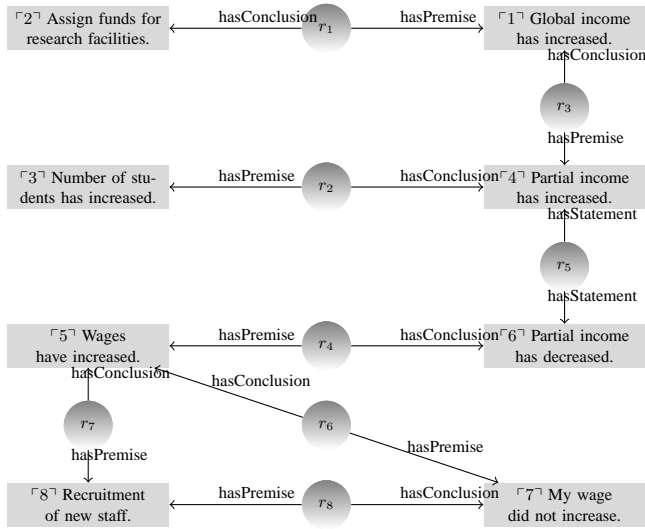 ⌜2⌝ Assign funds for
research facilities.
hasConclusion
r1
hasPremise
⌜1⌝ Global income
has increased.
hasConclusion
r3
hasPremise
⌜3⌝ Number of stu-
dents has increased.
hasPremise
r2
hasConclusion
⌜4⌝ Partial income
has increased.
hasStatement
r5
hasStatement
⌜5⌝ Wages
have increased.
hasPremise
r4
hasConclusion
⌜6⌝ Partial income
has decreased.
hasConclusion
r7
hasPremise
hasConclusion
r6
hasPremise
⌜8⌝ Recruitment
of new staff.
hasPremise
r8
hasConclusion
⌜7⌝ My wage
did not increase.